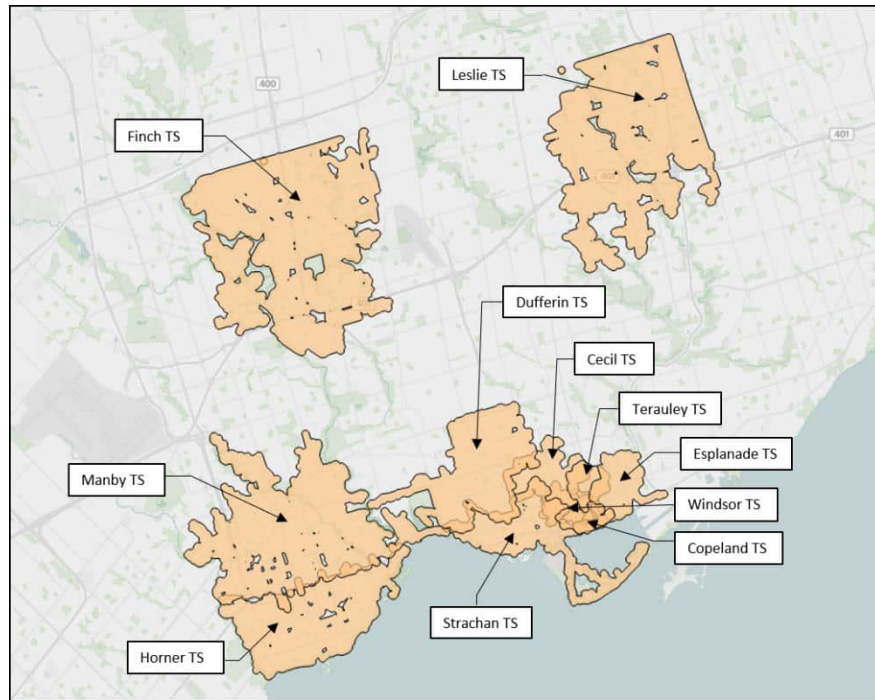 400
Leslie TS
Finch TS
401
401
Dufferin TS
Cecil TS
Terauley TS
Manby TS
Esplanade TS
Windsor TS
Copeland TS
Strachan TS
Horner TS